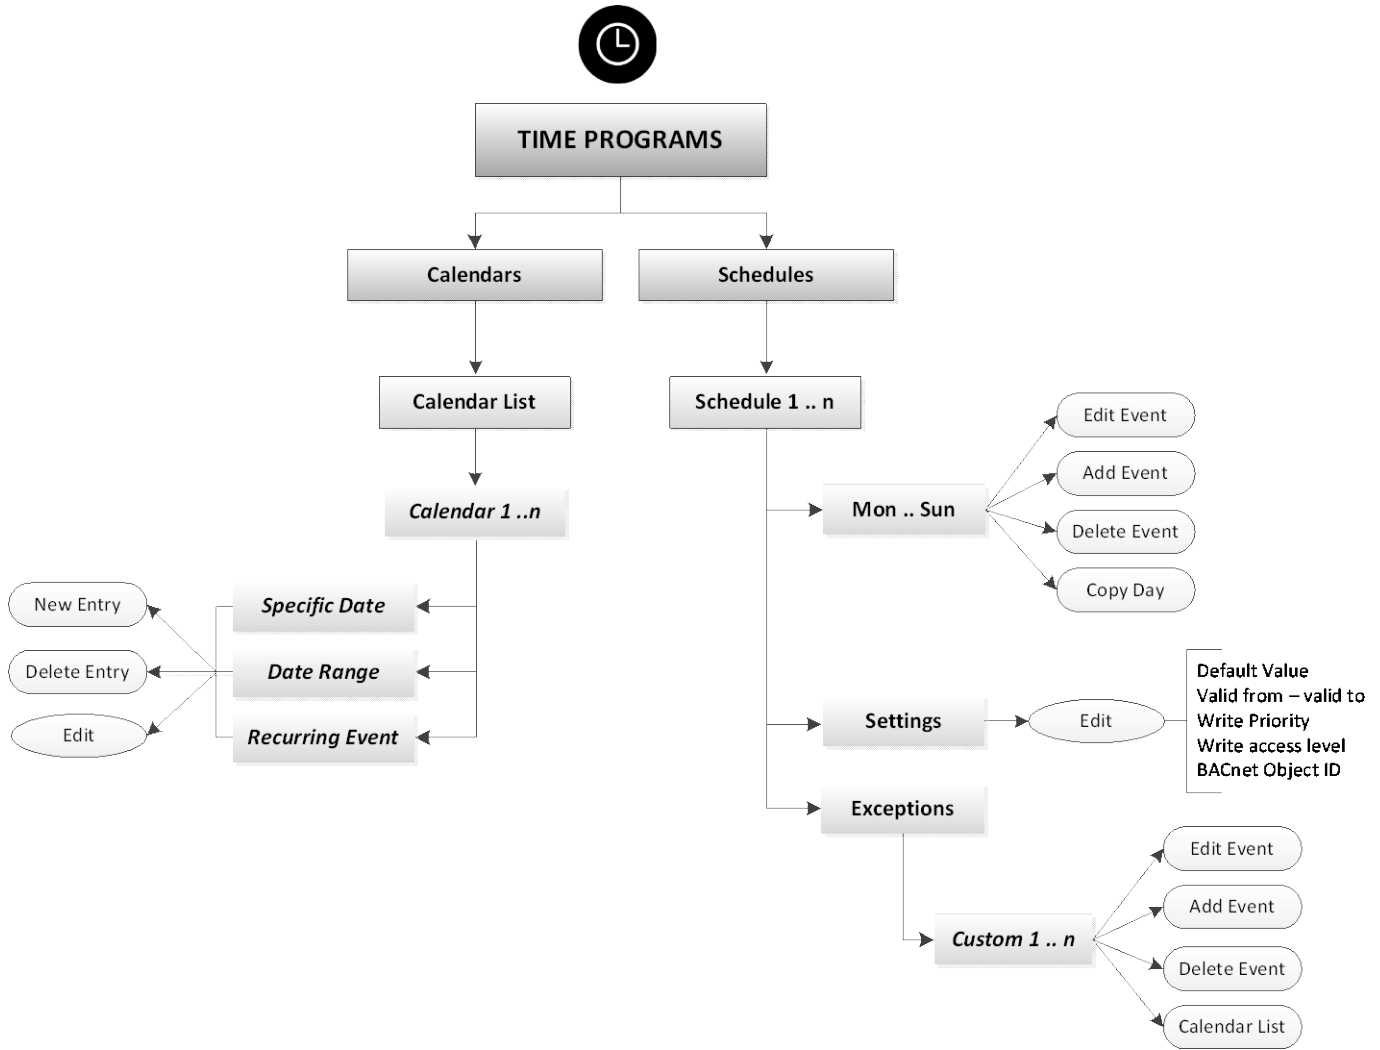 TIME PROGRAMS
Calendars
Schedules
Calendar List
Schedule 1 .. n
Calendar 1 ..n
Specific Date
Date Range
Recurring Event
New Entry
Delete Entry
Edit
Mon .. Sun
Edit Event
Add Event
Delete Event
Copy Day
Settings
Edit
Default Value
Valid from – valid to
Write Priority
Write access level
BACnet Object ID
Exceptions
Custom 1 .. n
Edit Event
Add Event
Delete Event
Calendar List